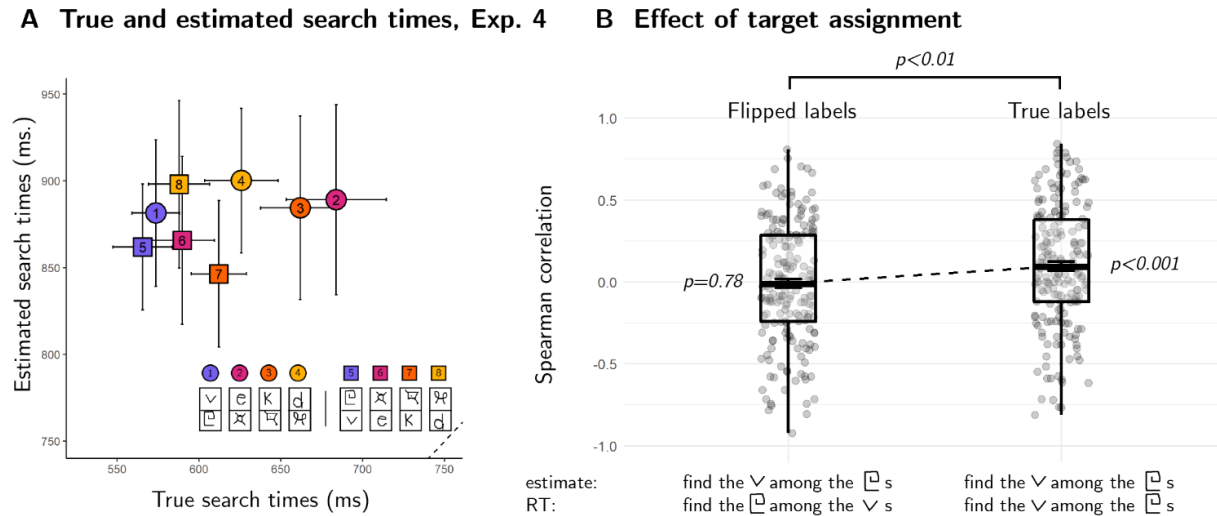 A True and estimated search times, Exp. 4
Estimated search times (ms.)
950
900
850
800
750
550
600
650
700
750
True search times (ms)
1
2
3
4
5
6
7
8
1 2 3 4 5 6 7 8
v e k d
v e k d
B Effect of target assignment
p<0.01
Flipped labels True labels
Spearman correlation
1.0
0.5
0.0
-0.5
-1.0
p=0.78
p<0.001
estimate: find the v among the s find the v among the s
RT: find the among the v s find the v among the s